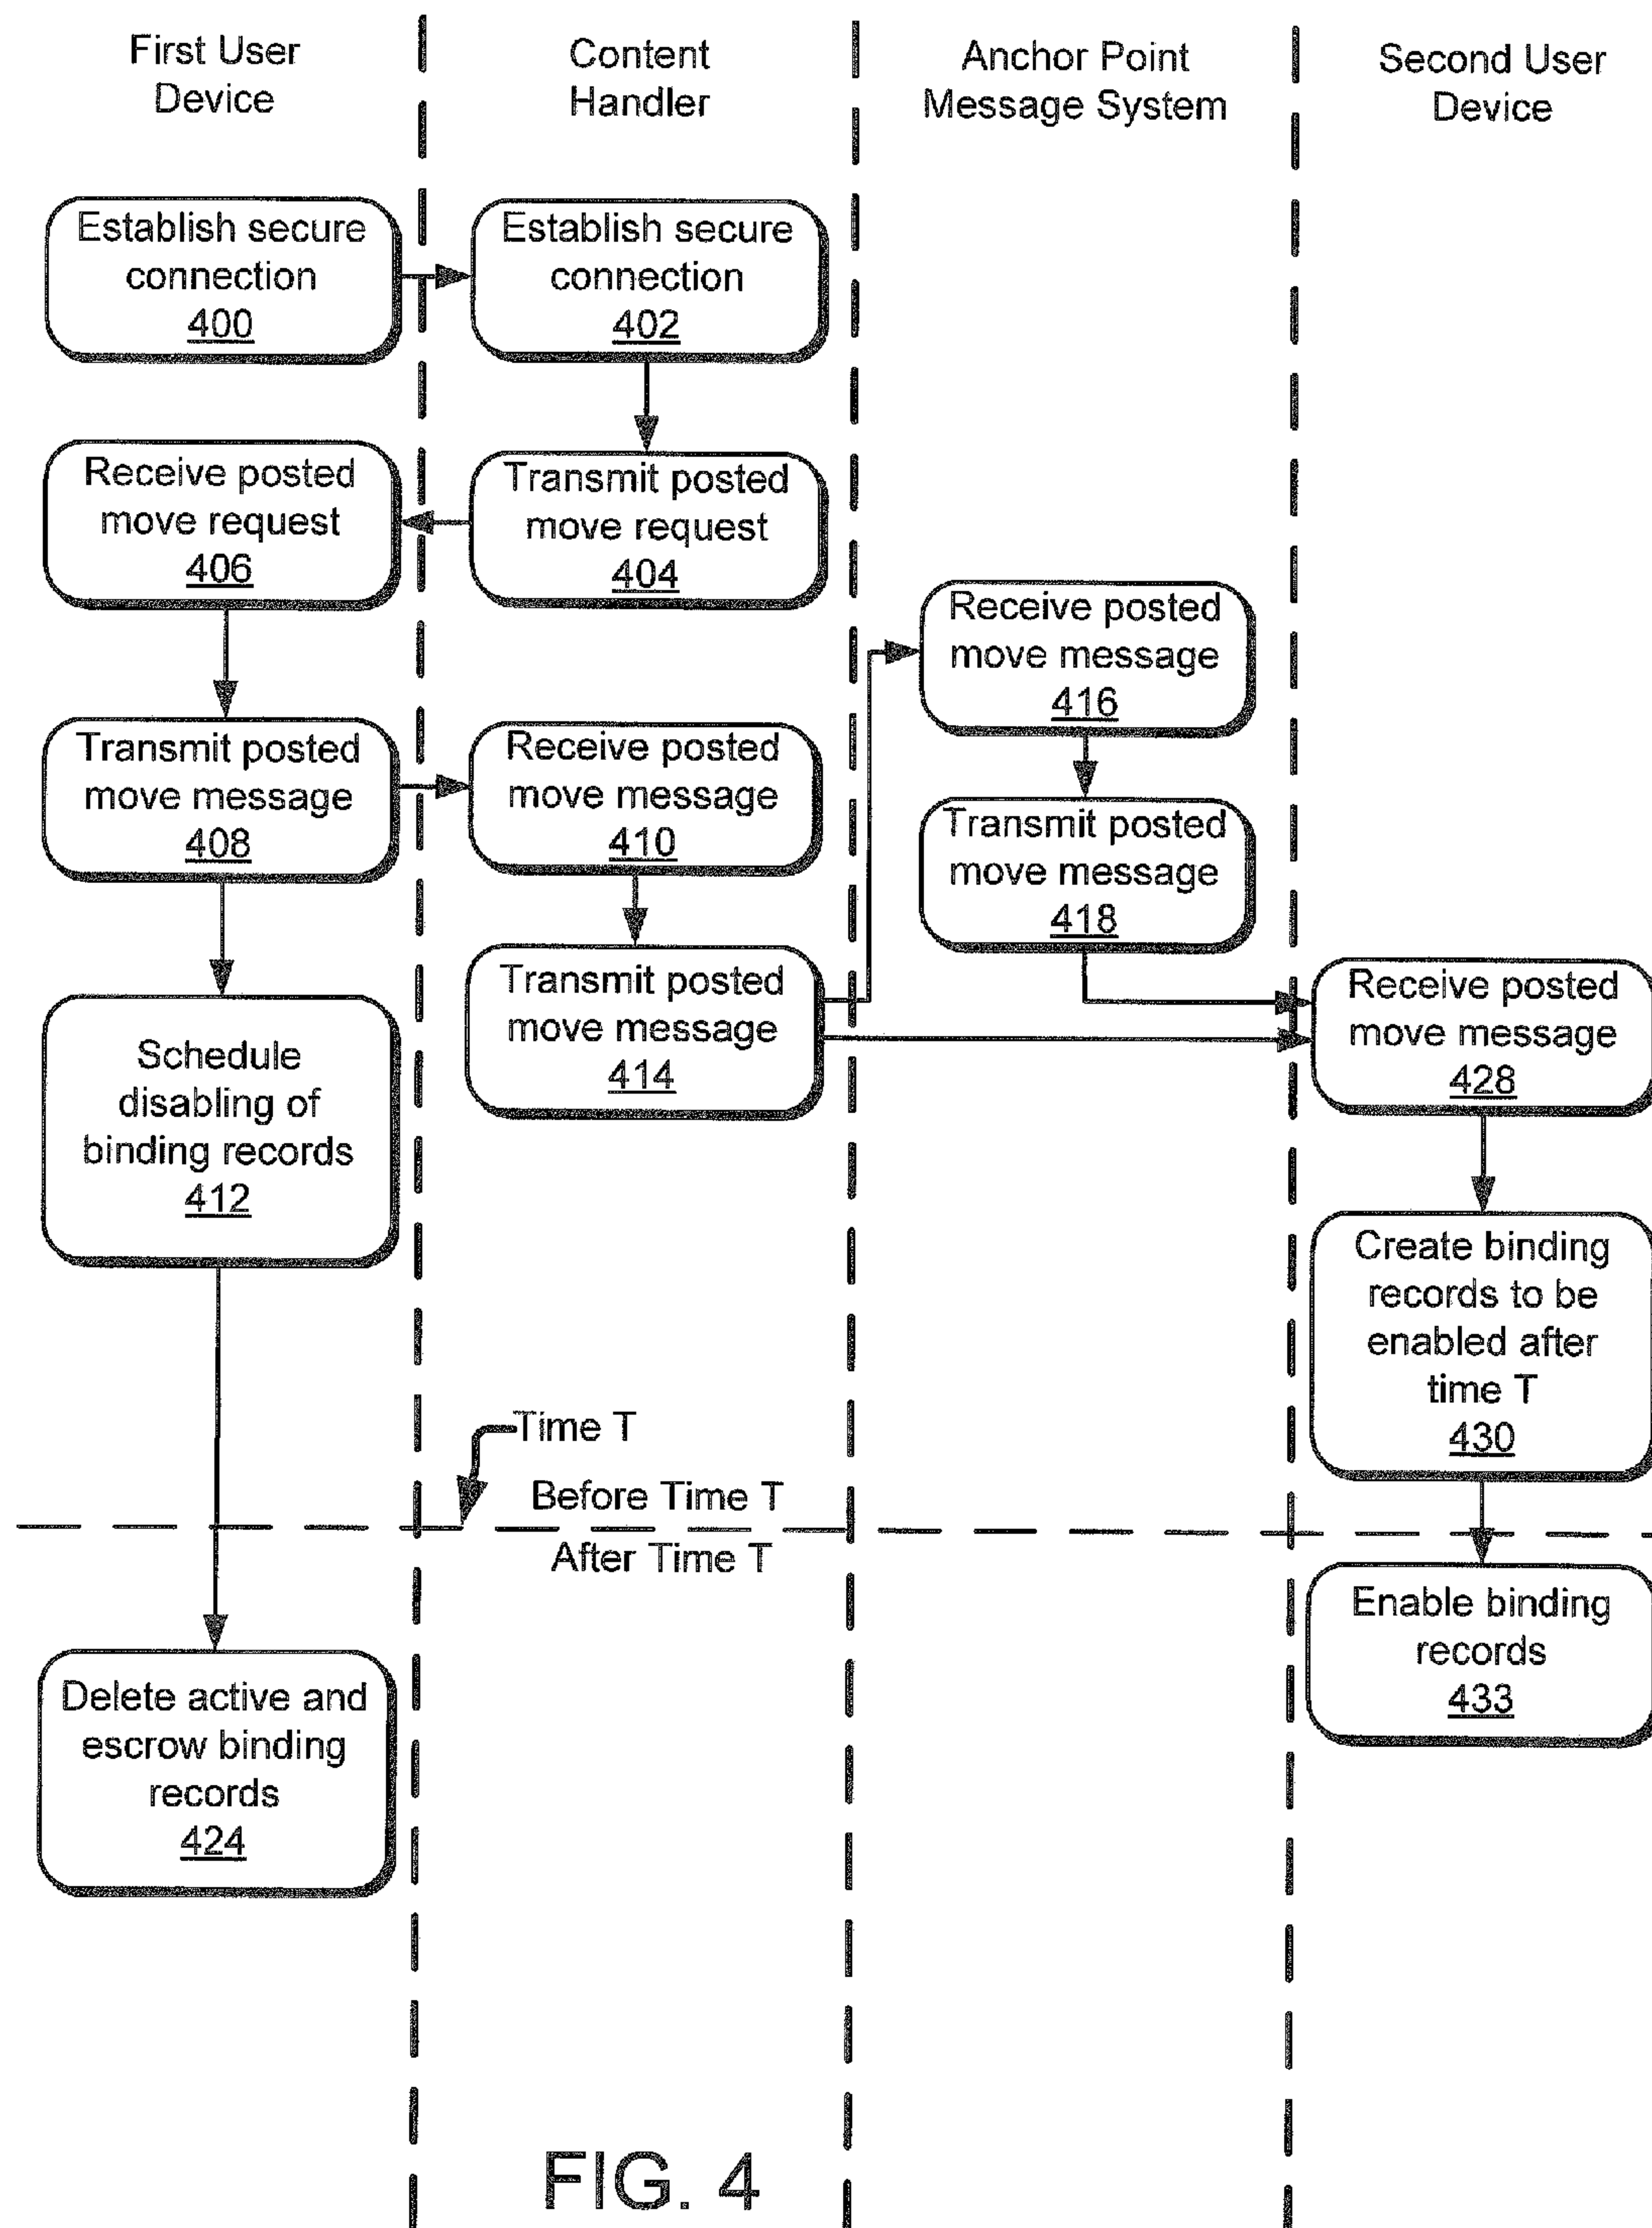 First User
Device
Content
Handler
Anchor Point
Message System
Second User
Device
Establish secure
connection
400
Establish secure
connection
402
Receive posted
move request
406
Transmit posted
move request
404
Receive posted
move message
416
Transmit posted
move message
408
Receive posted
move message
410
Transmit posted
move message
418
Transmit posted
move message
414
Receive posted
move message
428
Schedule
disabling of
binding records
412
Create binding
records to be
enabled after
time T
430
Time T
Before Time T
After Time T
Enable binding
records
433
Delete active and
escrow binding
records
424
FIG. 4